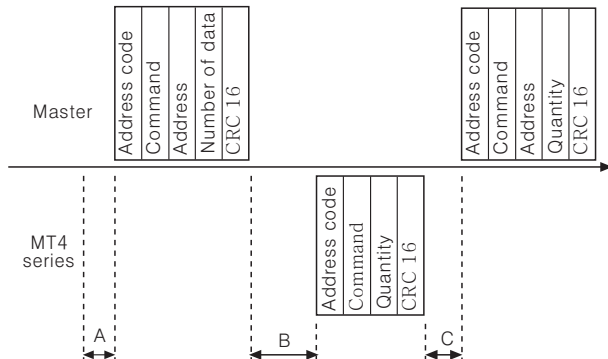 Master
Address code
Command
Address
Number of data
CRC 16
Address code
Command
Address
Quantity
CRC 16
MT4
series
Address code
Command
Quantity
CRC 16
A
B
C